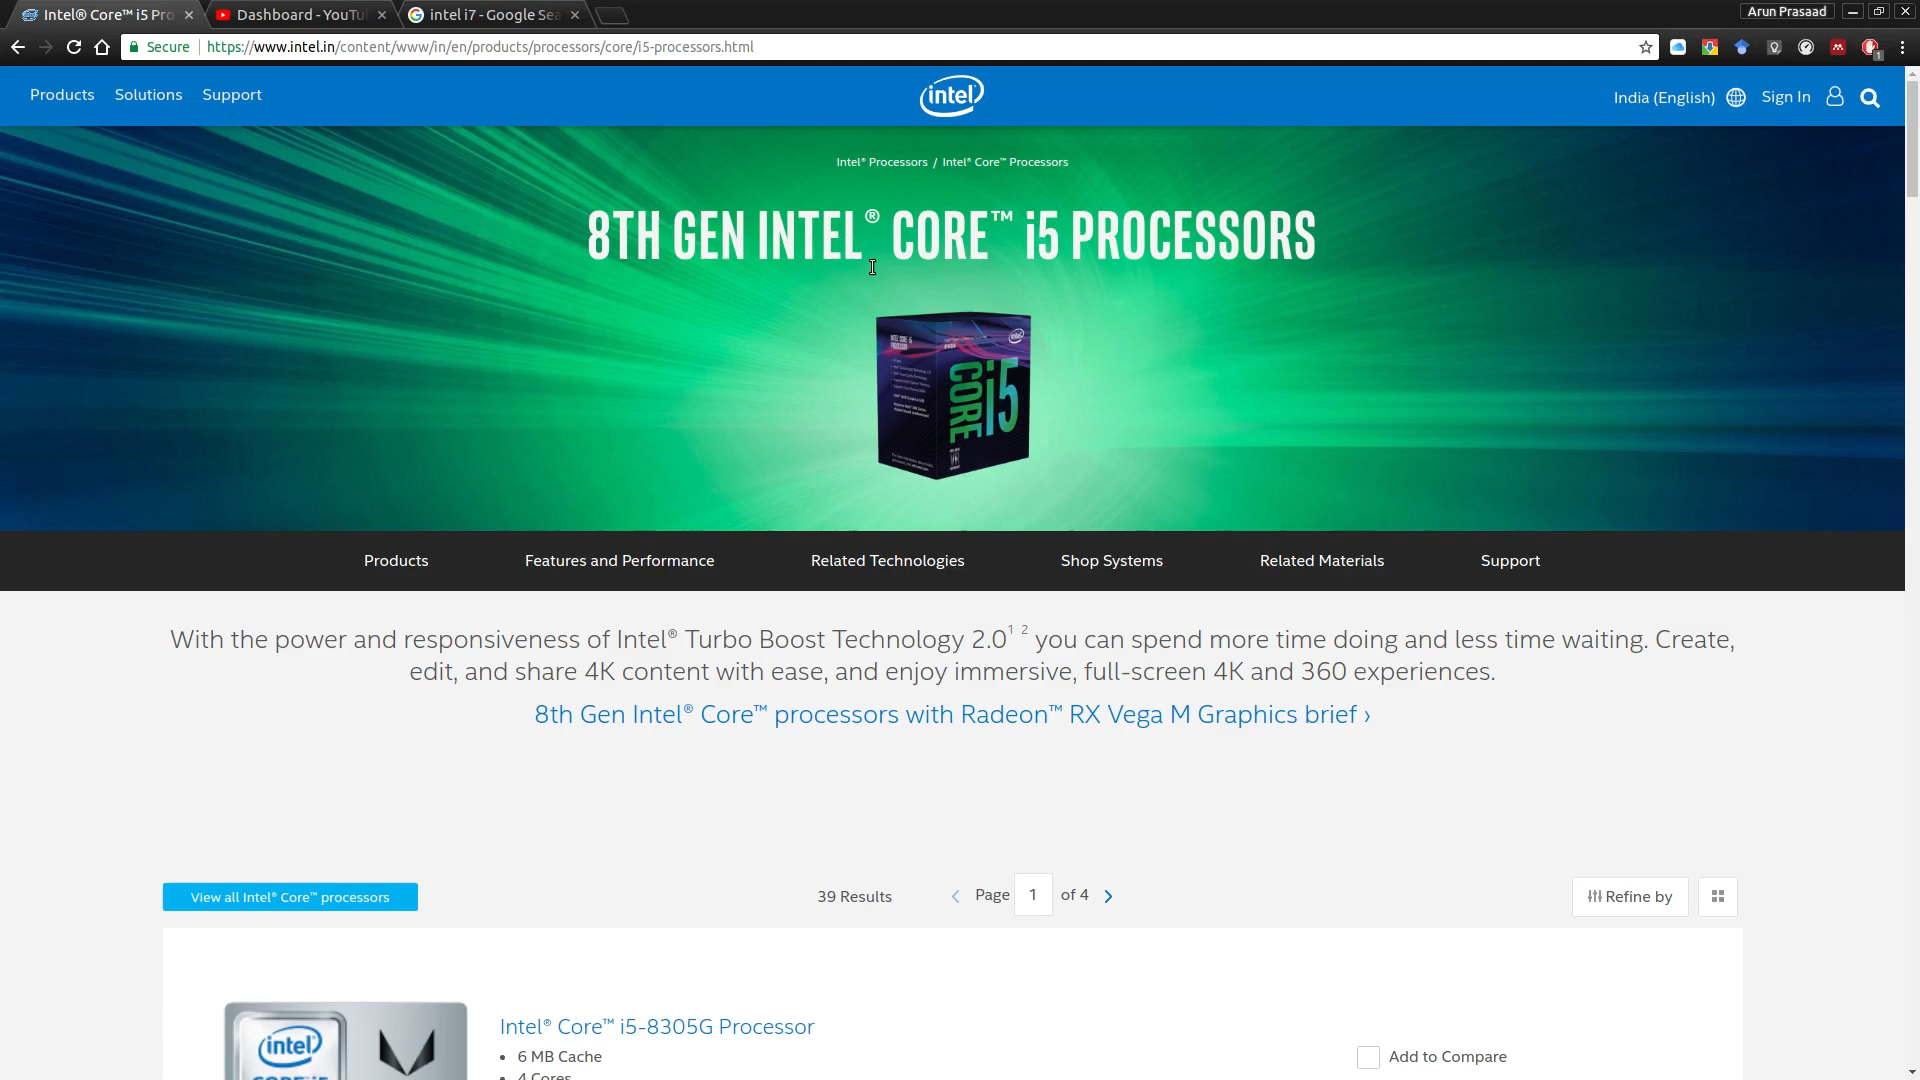 Intel® Core™ i5 Pro
Dashboard - YouTu
intel i7 - Google Sea
Arun Prasaad
Secure
https://www.intel.in/content/www/in/en/products/processors/core/i5-processors.html
1
Products
Solutions
Support
intel
India (English)
Sign In
Intel® Processors / Intel® Core™ Processors
8TH GEN INTEL® CORE™ i5 PROCESSORS
intel
CORE i5
Products
Features and Performance
Related Technologies
Shop Systems
Related Materials
Support
With the power and responsiveness of Intel® Turbo Boost Technology 2.0¹ ² you can spend more time doing and less time waiting. Create,
edit, and share 4K content with ease, and enjoy immersive, full-screen 4K and 360 experiences.
8th Gen Intel® Core™ processors with Radeon™ RX Vega M Graphics brief ›
View all Intel® Core™ processors
39 Results
Page 1 of 4
Refine by
intel
CORE i5
Intel® Core™ i5-8305G Processor
• 6 MB Cache
• 4 Cores
Add to Compare